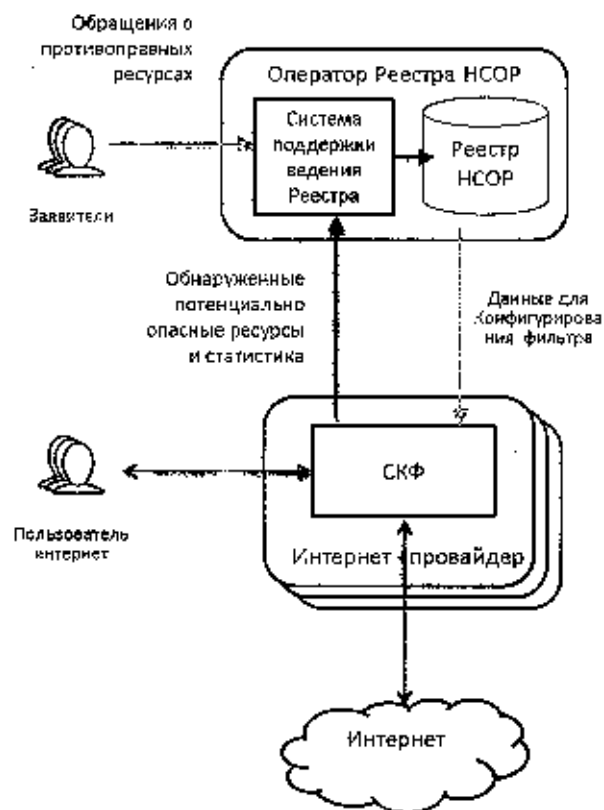 Обращения о
противоправных
ресурсах
Оператор Реестра НСОР
Система
поддержки
ведения
Реестра
Реестр
НСОР
Заявители
Обнаруженные
потенциально
опасные ресурсы
и статистика
Данные для
Конфигурирова
ния фильтра
СКФ
Пользователь
интернет
Интернет провайдер
Интернет